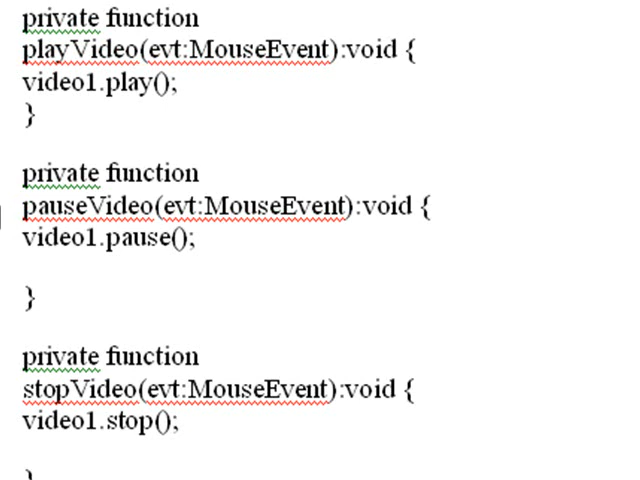 private function
playVideo(evt:MouseEvent):void {
video1.play();
}
private function
pauseVideo(evt:MouseEvent):void {
video1.pause();
}
private function
stopVideo(evt:MouseEvent):void {
video1.stop();
}